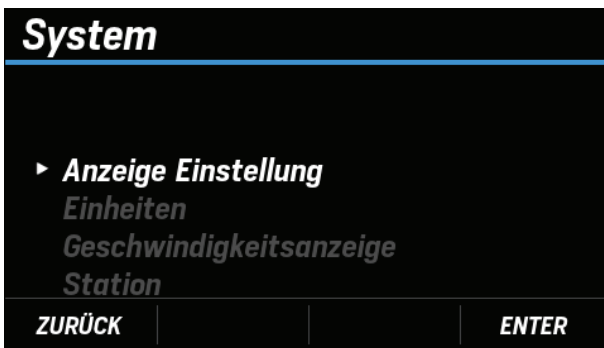 System
Anzeige Einstellung
Einheiten
Geschwindigkeitsanzeige
Station
ZURÜCK ENTER